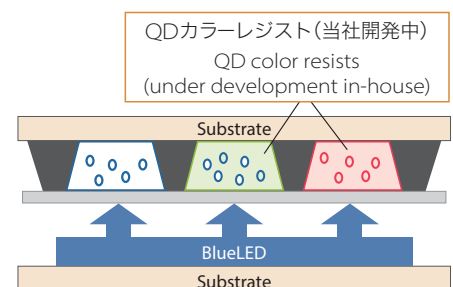 QDカラーレジスト(当社開発中)
QD color resists
(under development in-house)
Substrate
BlueLED
Substrate